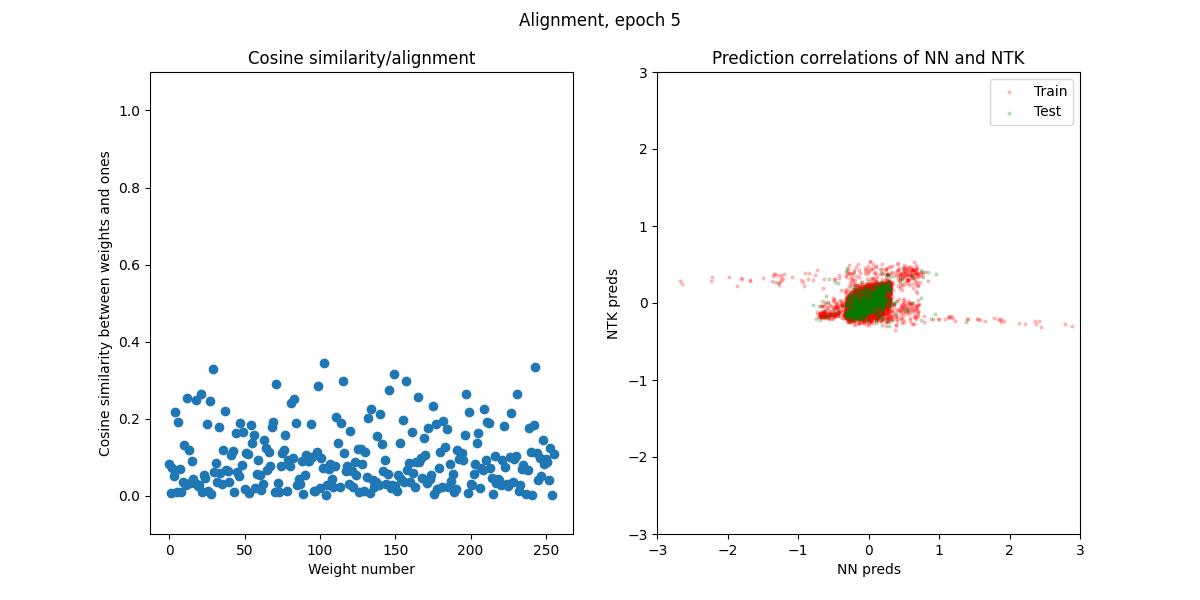 Alignment, epoch 5
Cosine similarity/alignment
Cosine similarity between weights and ones
1.0
0.8
0.6
0.4
0.2
0.0
0 50 100 150 200 250
Weight number
Prediction correlations of NN and NTK
NTK preds
3
2
1
0
−1
−2
−3
Train
Test
−3 −2 −1 0 1 2 3
NN preds